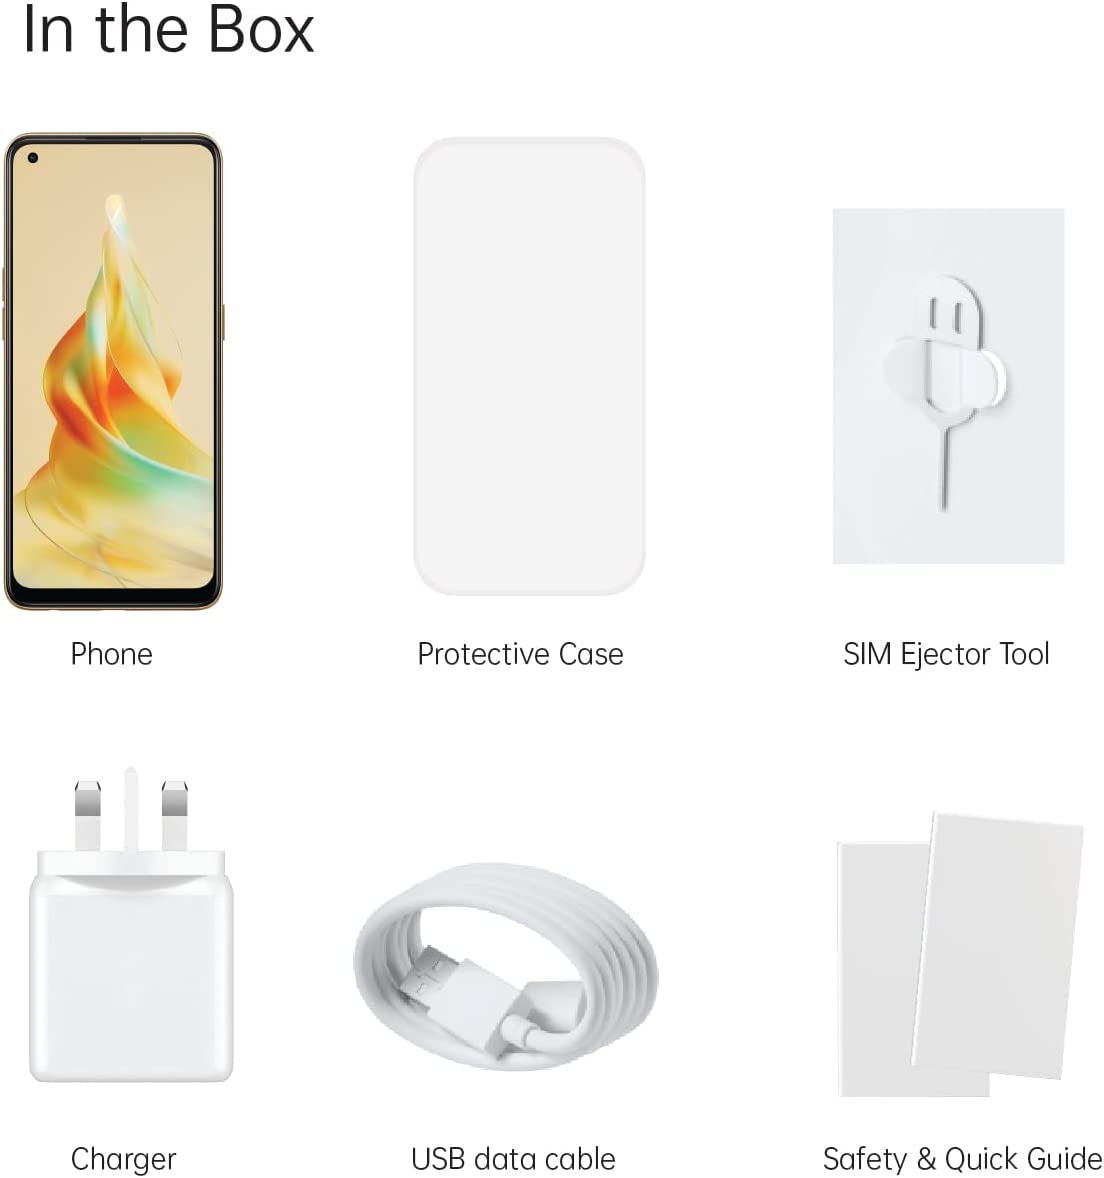 In the Box
Phone
Protective Case
SIM Ejector Tool
Charger
USB data cable
Safety & Quick Guide